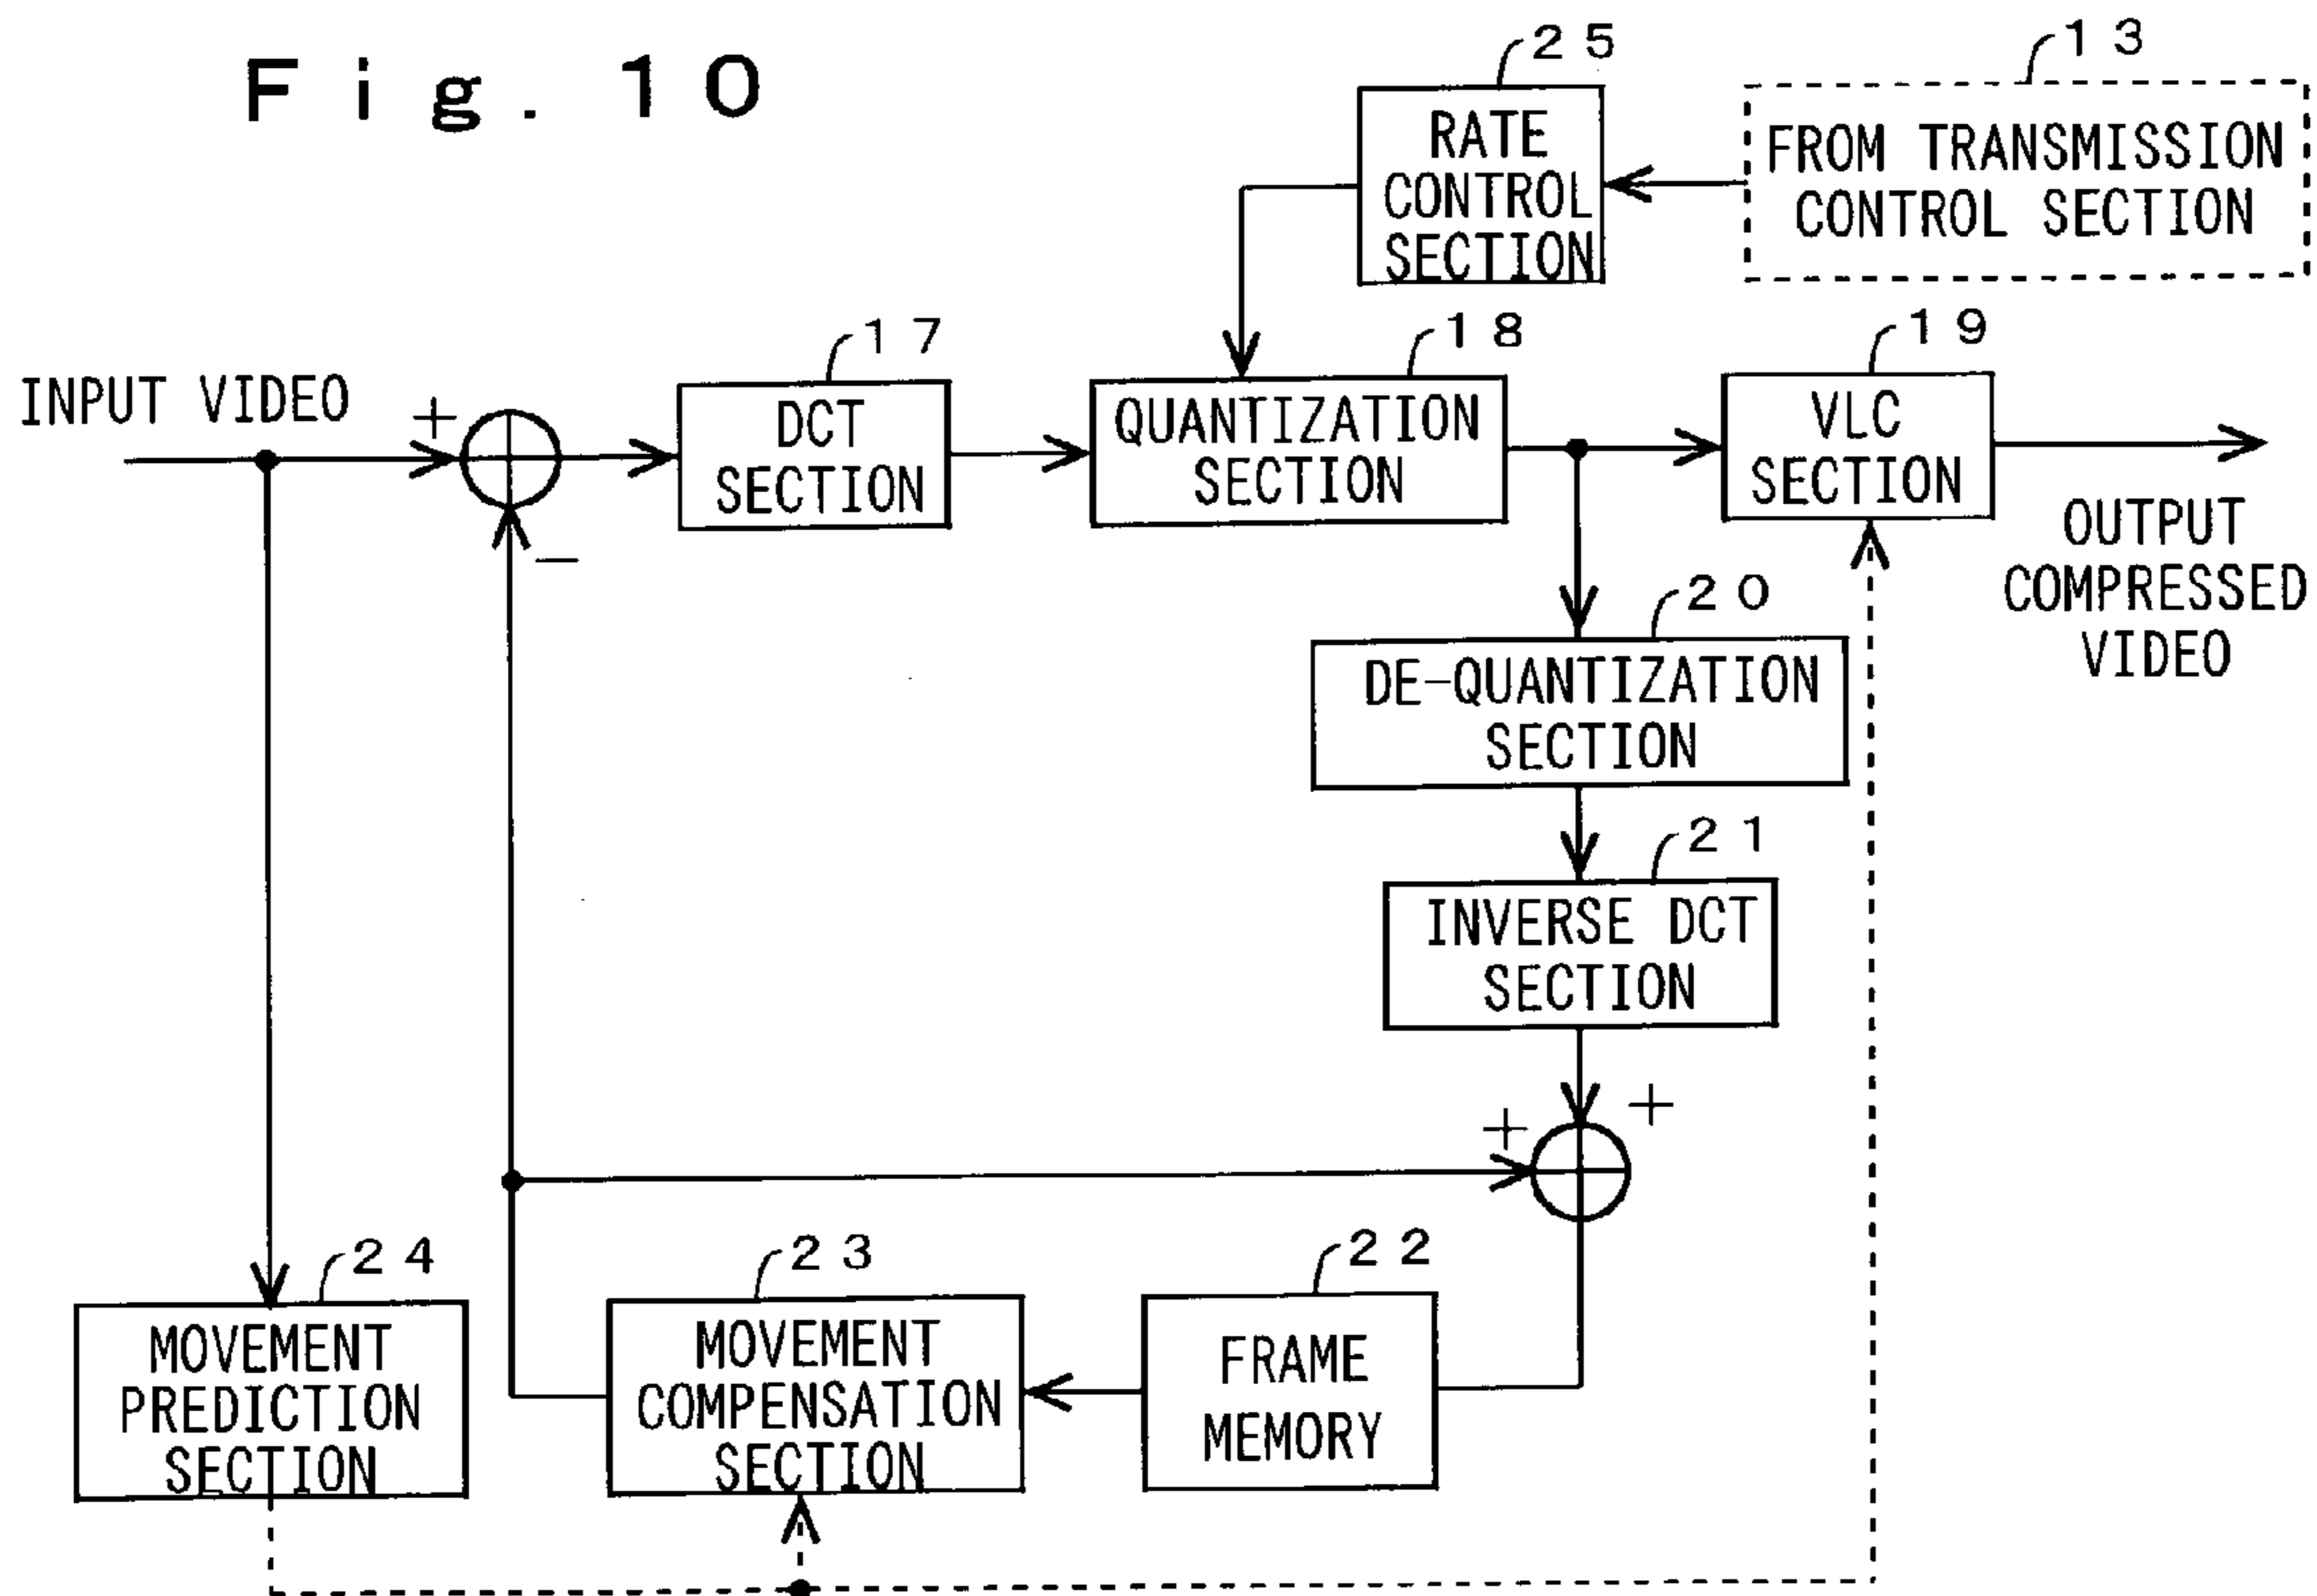 Fig. 10
25
13
RATE
CONTROL
SECTION
FROM TRANSMISSION
CONTROL SECTION
17
18
19
INPUT VIDEO
+
−
DCT
SECTION
QUANTIZATION
SECTION
VLC
SECTION
OUTPUT
COMPRESSED
VIDEO
20
DE-QUANTIZATION
SECTION
21
INVERSE DCT
SECTION
+
+
24
23
22
MOVEMENT
PREDICTION
SECTION
MOVEMENT
COMPENSATION
SECTION
FRAME
MEMORY